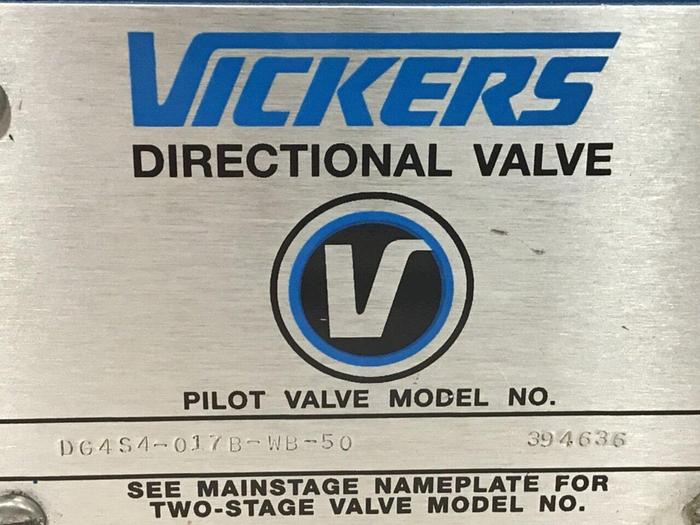 VICKERS
DIRECTIONAL VALVE
V
PILOT VALVE MODEL NO.
DG4S4-017B-WB-50 394636
SEE MAINSTAGE NAMEPLATE FOR
TWO-STAGE VALVE MODEL NO.